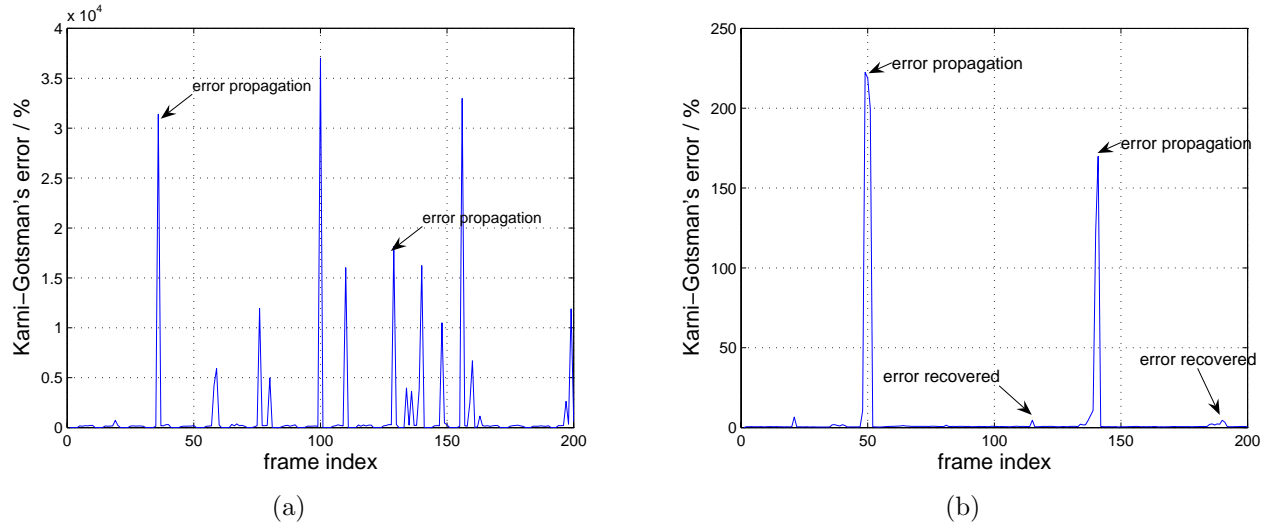 x 10⁴
Karni−Gotsman's error / %
4
3.5
3
2.5
2
1.5
1
0.5
0
error propagation
error propagation
0 50 100 150 200
frame index
(a)
Karni−Gotsman's error / %
250
200
150
100
50
0
error propagation
error propagation
error recovered
error recovered
0 50 100 150 200
frame index
(b)